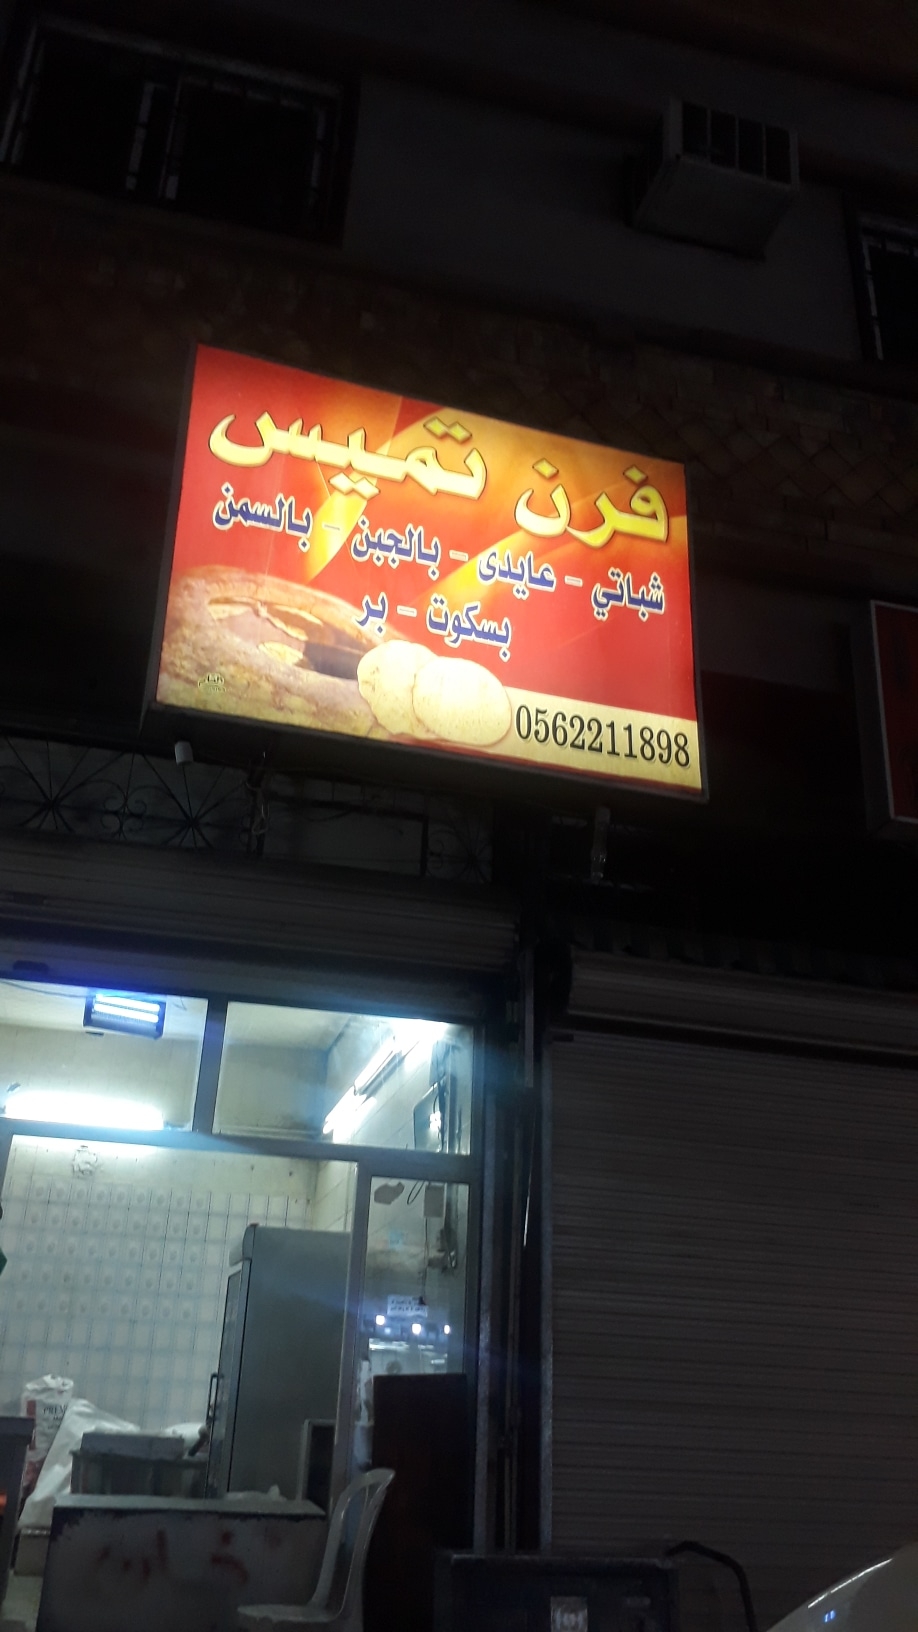 فرن تميس
شباتي - عايدى - بالجبن - بالسمن
بسكوت - بر
0562211898